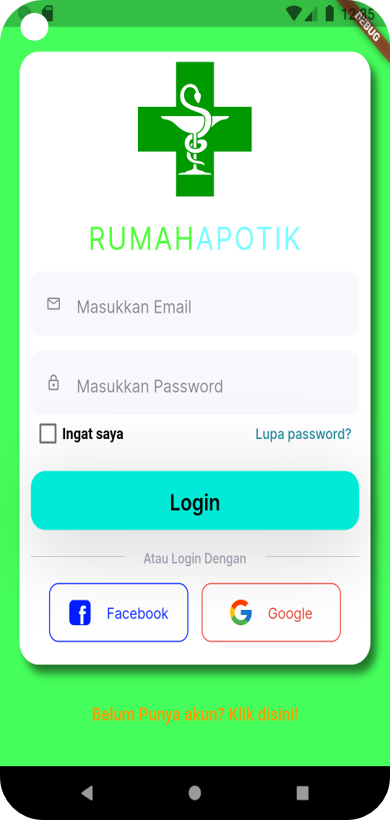 12:35
DEBUG
RUMAHAPOTIK
Masukkan Email
Masukkan Password
Ingat saya
Lupa password?
Login
Atau Login Dengan
Facebook
Google
Belum Punya akun? Klik disini!